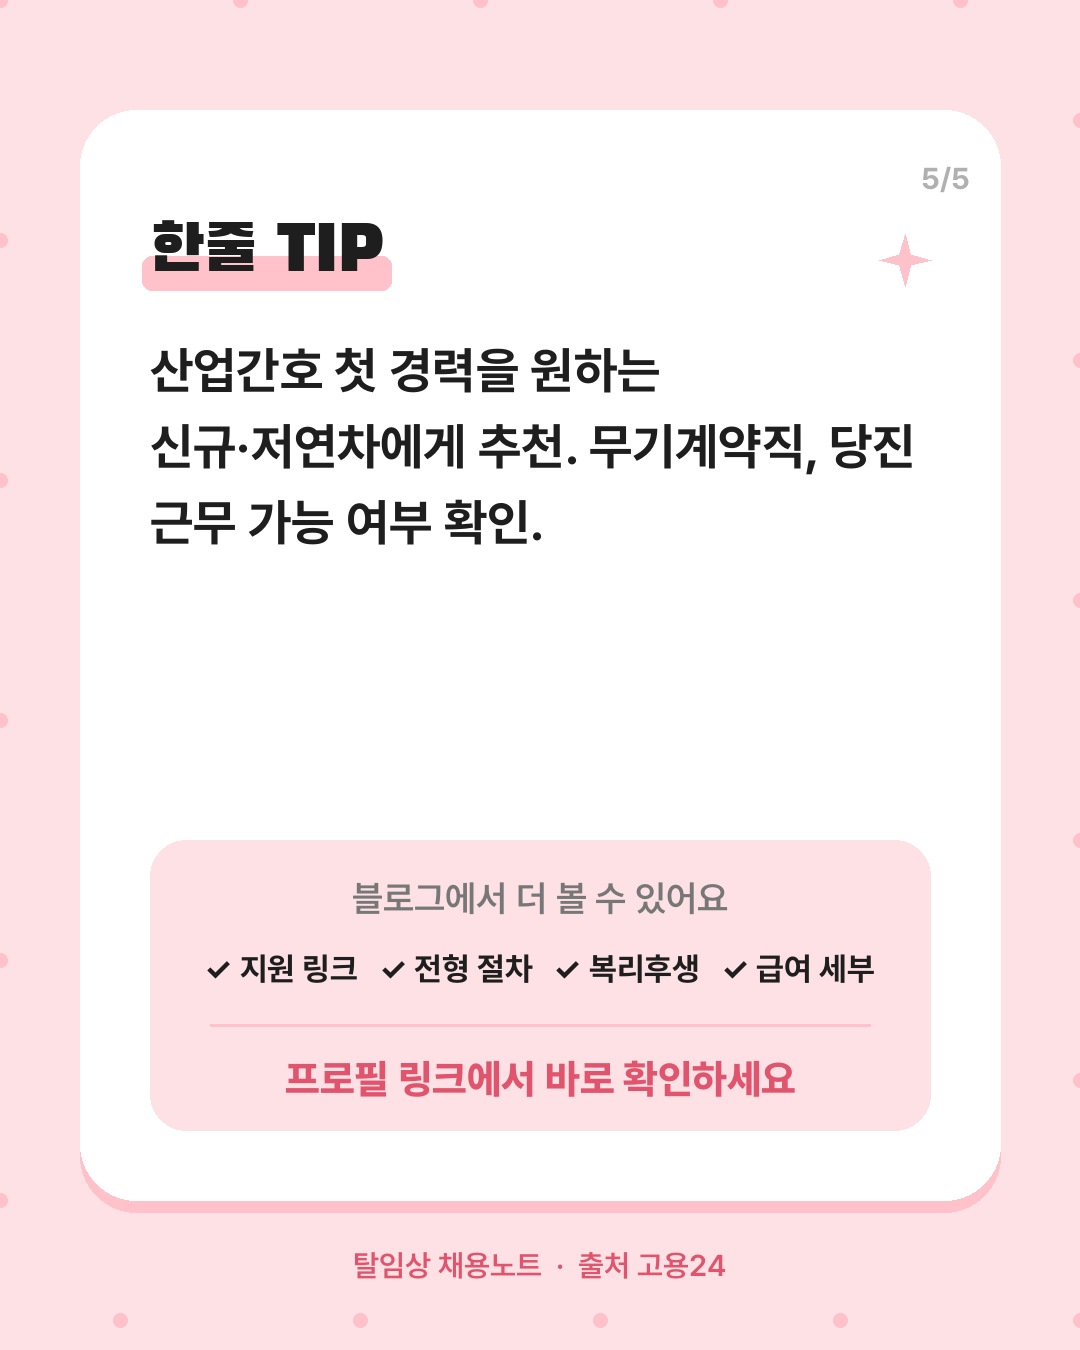 5/5
한줄 TIP
산업간호 첫 경력을 원하는
신규·저연차에게 추천. 무기계약직, 당진
근무 가능 여부 확인.
블로그에서 더 볼 수 있어요
✓ 지원 링크 ✓ 전형 절차 ✓ 복리후생 ✓ 급여 세부
프로필 링크에서 바로 확인하세요
탈임상 채용노트 · 출처 고용24